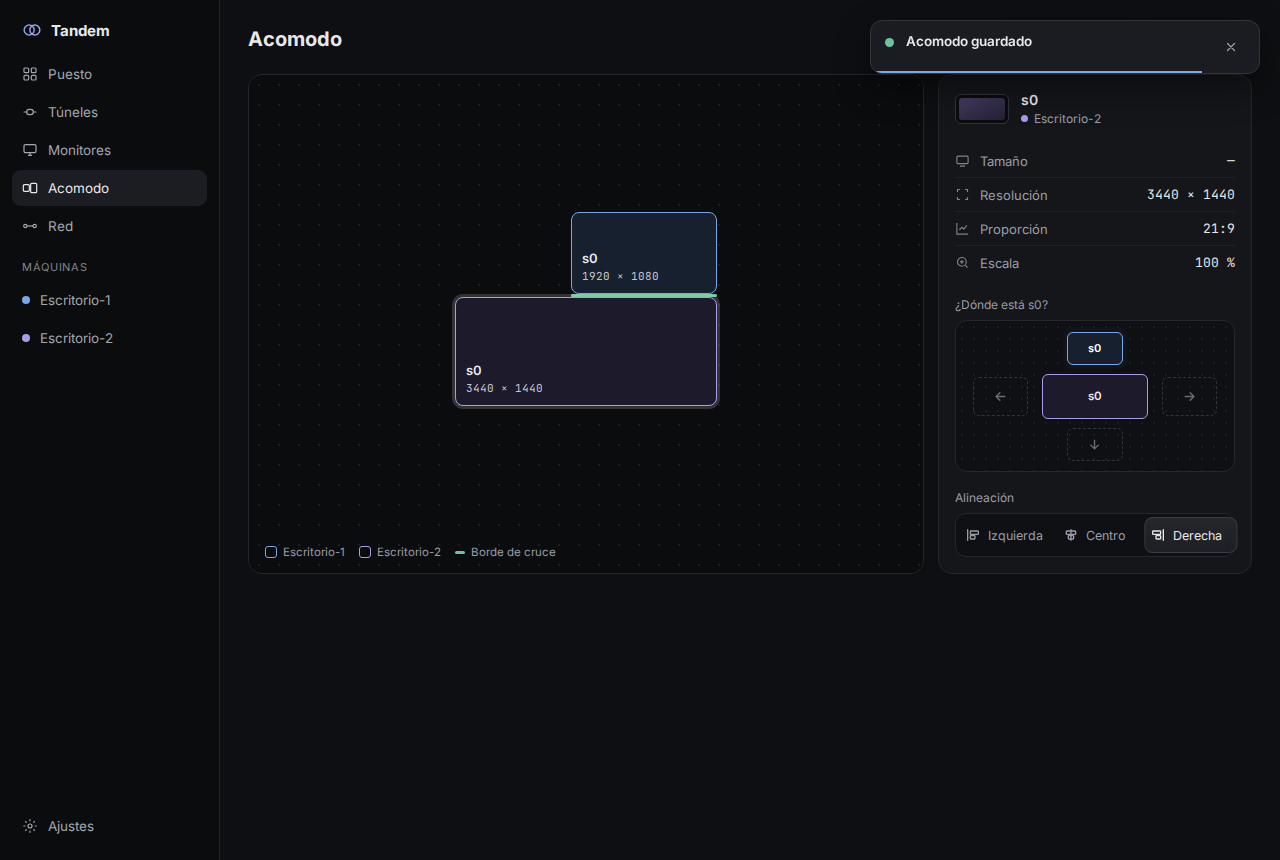 Tandem
Puesto
Túneles
Monitores
Acomodo
Red
MÁQUINAS
Escritorio-1
Escritorio-2
Ajustes
Acomodo
Acomodo guardado
s0
1920 × 1080
s0
3440 × 1440
Escritorio-1 Escritorio-2 Borde de cruce
s0
Escritorio-2
Tamaño –
Resolución 3440 × 1440
Proporción 21:9
Escala 100 %
¿Dónde está s0?
s0
← s0 →
↓
Alineación
Izquierda Centro Derecha